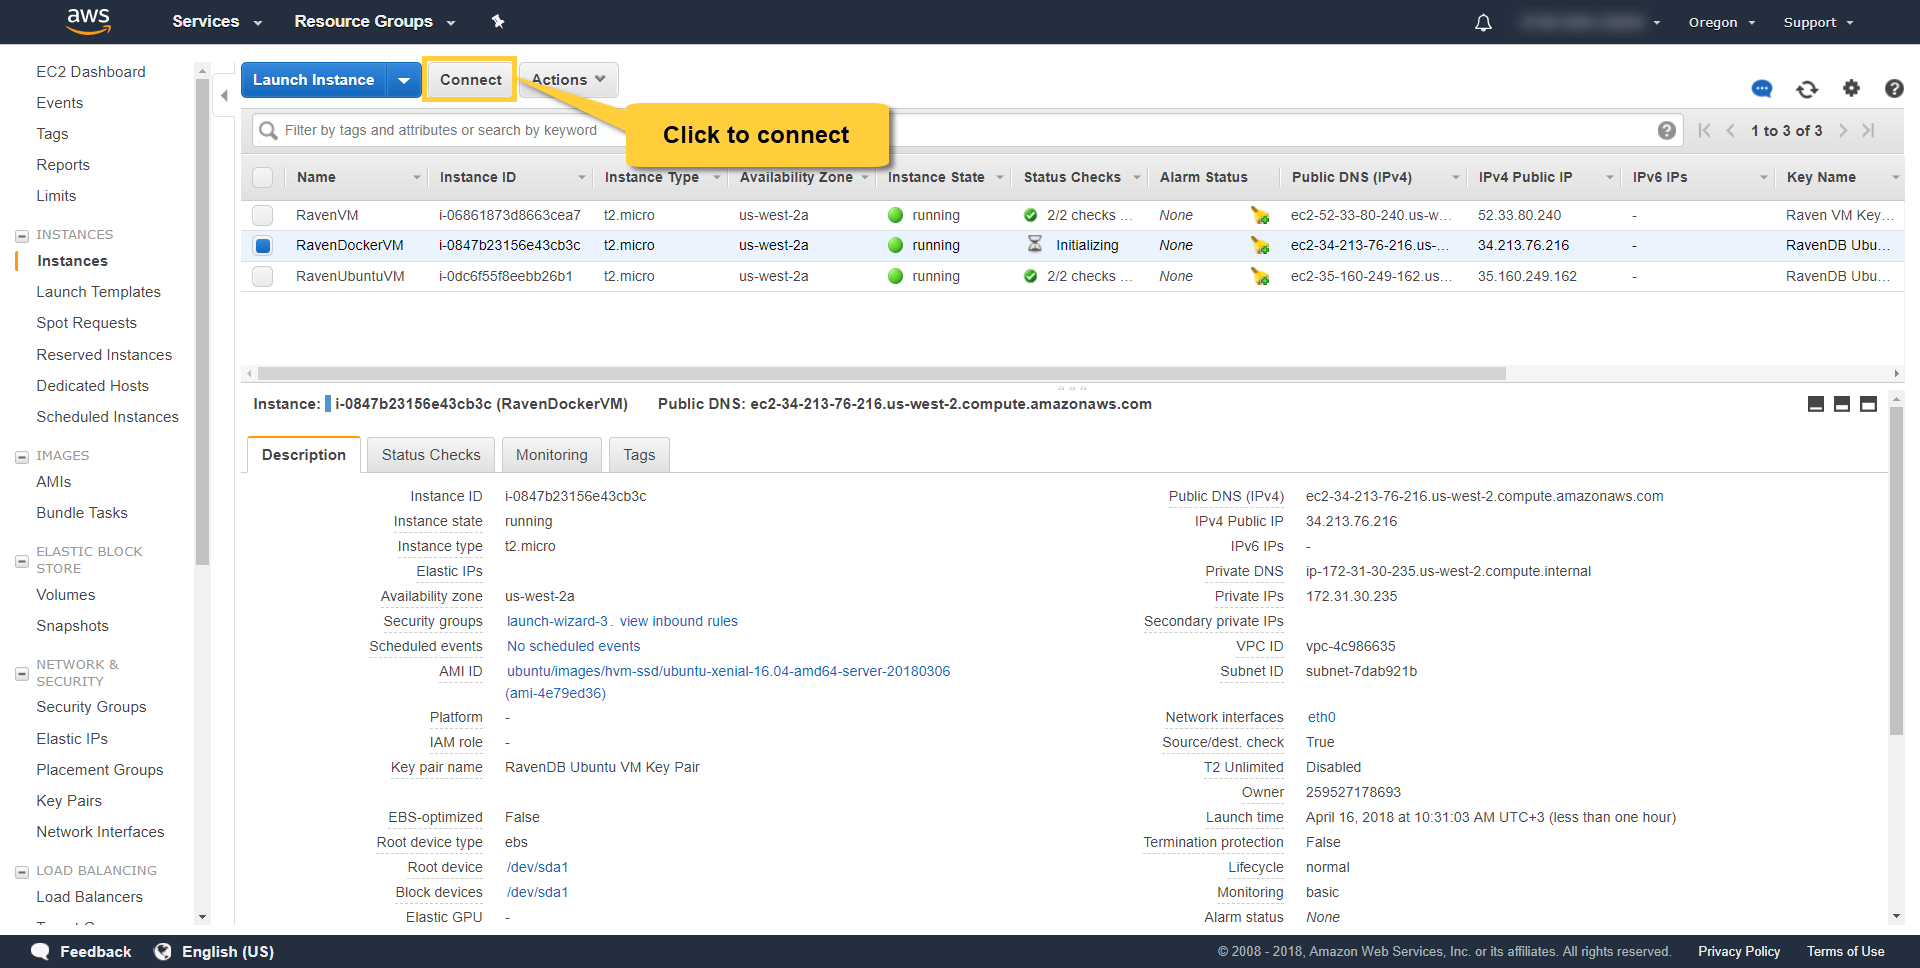 aws Services Resource Groups Oregon Support
EC2 Dashboard
Events
Tags
Reports
Limits
INSTANCES
Instances
Launch Templates
Spot Requests
Reserved Instances
Dedicated Hosts
Scheduled Instances
IMAGES
AMIs
Bundle Tasks
ELASTIC BLOCK
STORE
Volumes
Snapshots
NETWORK &
SECURITY
Security Groups
Elastic IPs
Placement Groups
Key Pairs
Network Interfaces
LOAD BALANCING
Load Balancers
Launch Instance Connect Actions
Click to connect
Filter by tags and attributes or search by keyword 1 to 3 of 3
Name Instance ID Instance Type Availability Zone Instance State Status Checks Alarm Status Public DNS (IPv4) IPv4 Public IP IPv6 IPs Key Name
RavenVM i-06861873d8663cea7 t2.micro us-west-2a running 2/2 checks ... None ec2-52-33-80-240.us-w... 52.33.80.240 - Raven VM Key...
RavenDockerVM i-0847b23156e43cb3c t2.micro us-west-2a running Initializing None ec2-34-213-76-216.us-... 34.213.76.216 - RavenDB Ubu...
RavenUbuntuVM i-0dc6f55f8eebb26b1 t2.micro us-west-2a running 2/2 checks ... None ec2-35-160-249-162.us... 35.160.249.162 - RavenDB Ubu...
Instance: i-0847b23156e43cb3c (RavenDockerVM) Public DNS: ec2-34-213-76-216.us-west-2.compute.amazonaws.com
Description Status Checks Monitoring Tags
Instance ID i-0847b23156e43cb3c Public DNS (IPv4) ec2-34-213-76-216.us-west-2.compute.amazonaws.com
Instance state running IPv4 Public IP 34.213.76.216
Instance type t2.micro IPv6 IPs -
Elastic IPs Private DNS ip-172-31-30-235.us-west-2.compute.internal
Availability zone us-west-2a Private IPs 172.31.30.235
Security groups launch-wizard-3. view inbound rules Secondary private IPs
Scheduled events No scheduled events VPC ID vpc-4c986635
AMI ID ubuntu/images/hvm-ssd/ubuntu-xenial-16.04-amd64-server-20180306 Subnet ID subnet-7dab921b
(ami-4e79ed36)
Platform - Network interfaces eth0
IAM role - Source/dest. check True
Key pair name RavenDB Ubuntu VM Key Pair T2 Unlimited Disabled
Owner 259527178693
EBS-optimized False Launch time April 16, 2018 at 10:31:03 AM UTC+3 (less than one hour)
Root device type ebs Termination protection False
Root device /dev/sda1 Lifecycle normal
Block devices /dev/sda1 Monitoring basic
Elastic GPU - Alarm status None
Feedback English (US) © 2008 - 2018, Amazon Web Services, Inc. or its affiliates. All rights reserved. Privacy Policy Terms of Use